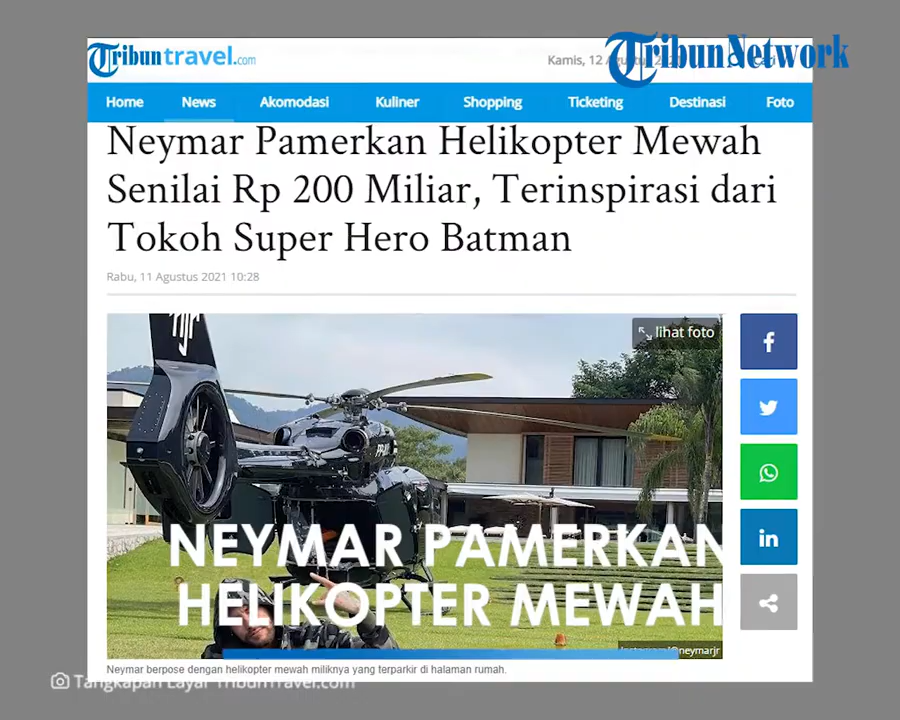 Tribuntravel.com
TribunNetwork
Kamis, 12
Home News Akomodasi Kuliner Shopping Ticketing Destinasi Foto
Neymar Pamerkan Helikopter Mewah
Senilai Rp 200 Miliar, Terinspirasi dari
Tokoh Super Hero Batman
Rabu, 11 Agustus 2021 10:28
lihat foto
NEYMAR PAMERKAN
HELIKOPTER MEWAH
neymarjr
Neymar berpose dengan helikopter mewah miliknya yang terparkir di halaman rumah.
Tangkapan Layar TribunTravel.com